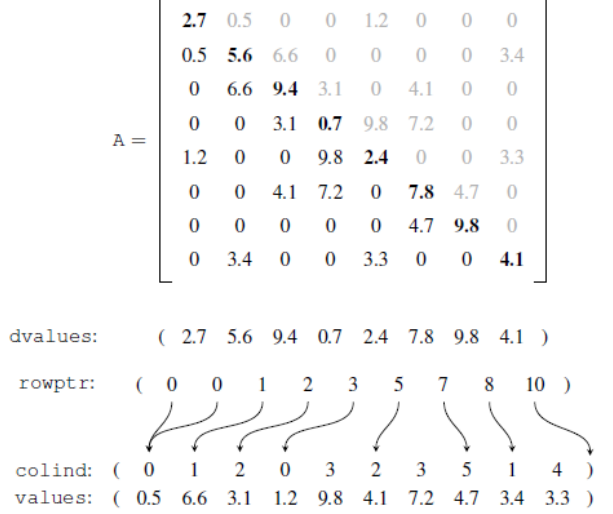 2.7 0.5 0 0 1.2 0 0 0
0.5 5.6 6.6 0 0 0 0 3.4
0 6.6 9.4 3.1 0 4.1 0 0
0 0 3.1 0.7 9.8 7.2 0 0
A =
1.2 0 0 9.8 2.4 0 0 3.3
0 0 4.1 7.2 0 7.8 4.7 0
0 0 0 0 0 4.7 9.8 0
0 3.4 0 0 3.3 0 0 4.1
dvalues: ( 2.7 5.6 9.4 0.7 2.4 7.8 9.8 4.1 )
rowptr: ( 0 0 1 2 3 5 7 8 10 )
colind: ( 0 1 2 0 3 2 3 5 1 4 )
values: ( 0.5 6.6 3.1 1.2 9.8 4.1 7.2 4.7 3.4 3.3 )